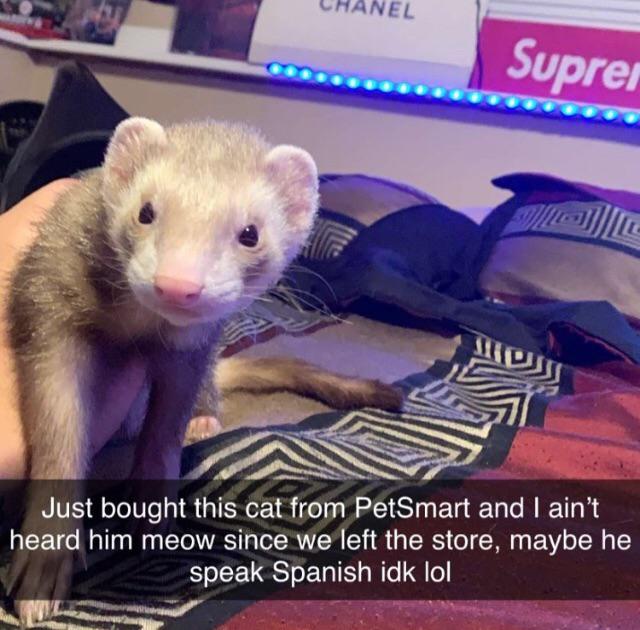 CHANEL
Suprem
Just bought this cat from PetSmart and I ain't
heard him meow since we left the store, maybe he
speak Spanish idk lol